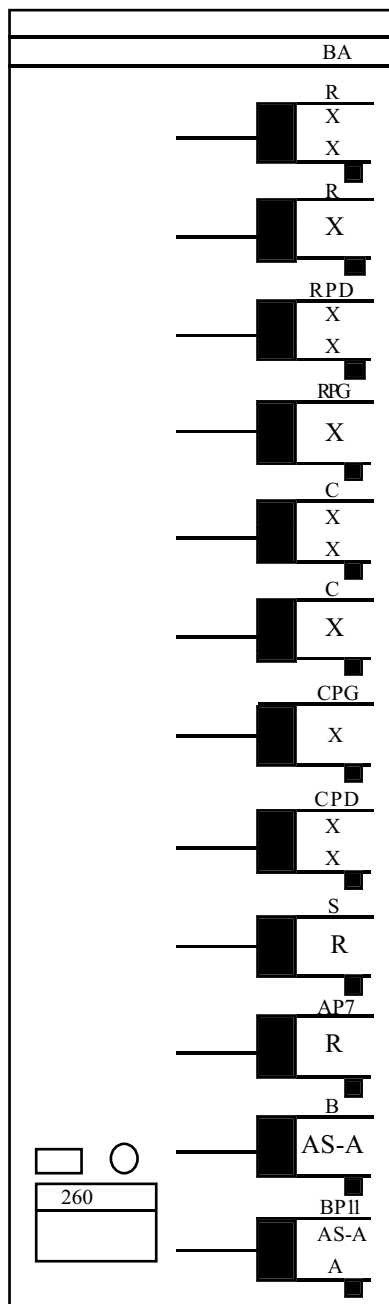 BA
R
X
X
R
X
RPD
X
X
RPG
X
C
X
X
C
X
CPG
X
CPD
X
X
S
R
AP7
R
B
AS-A
260
BP11
AS-A
A